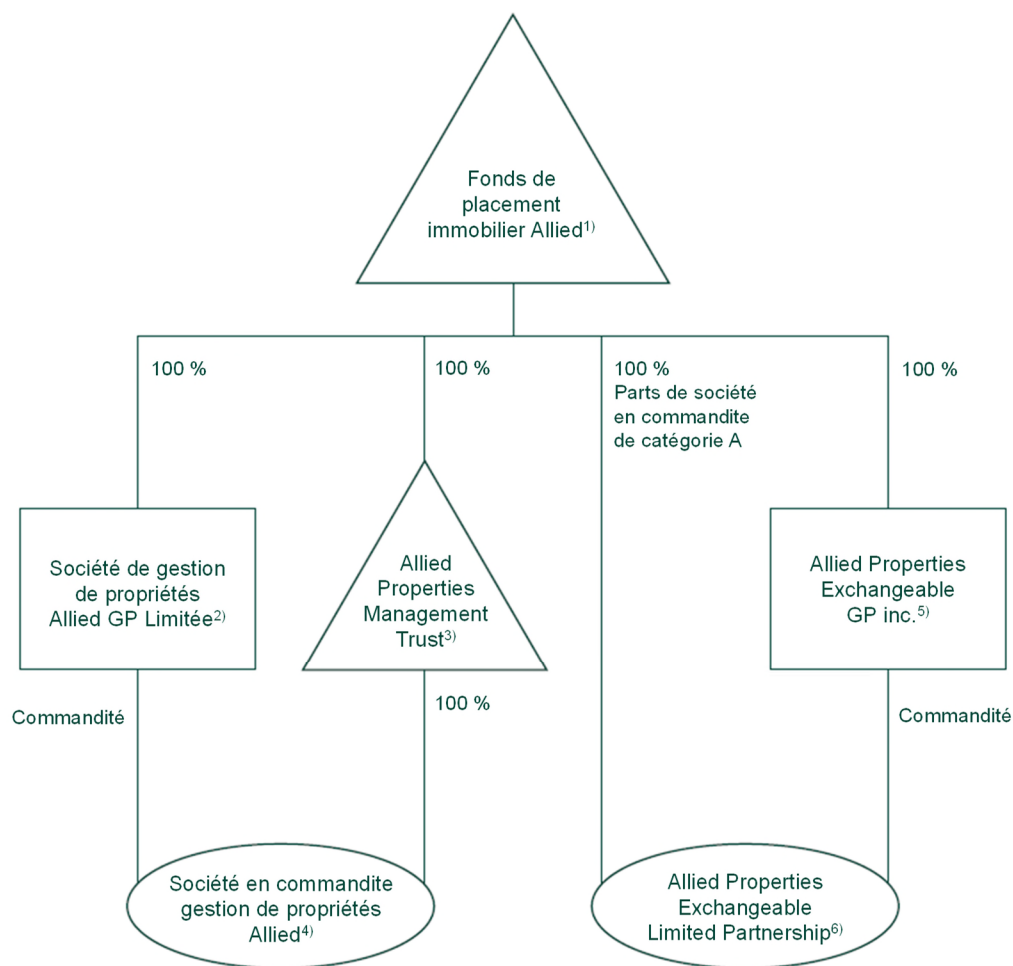 Fonds de
placement
immobilier Allied1)
100 %
100 %
100 %
Parts de société
en commandite
de catégorie A
100 %
Société de gestion
de propriétés
Allied GP Limitée2)
Allied
Properties
Management
Trust3)
Allied Properties
Exchangeable
GP inc.5)
Commandité
100 %
Commandité
Société en commandite
gestion de propriétés
Allied4)
Allied Properties
Exchangeable
Limited Partnership6)